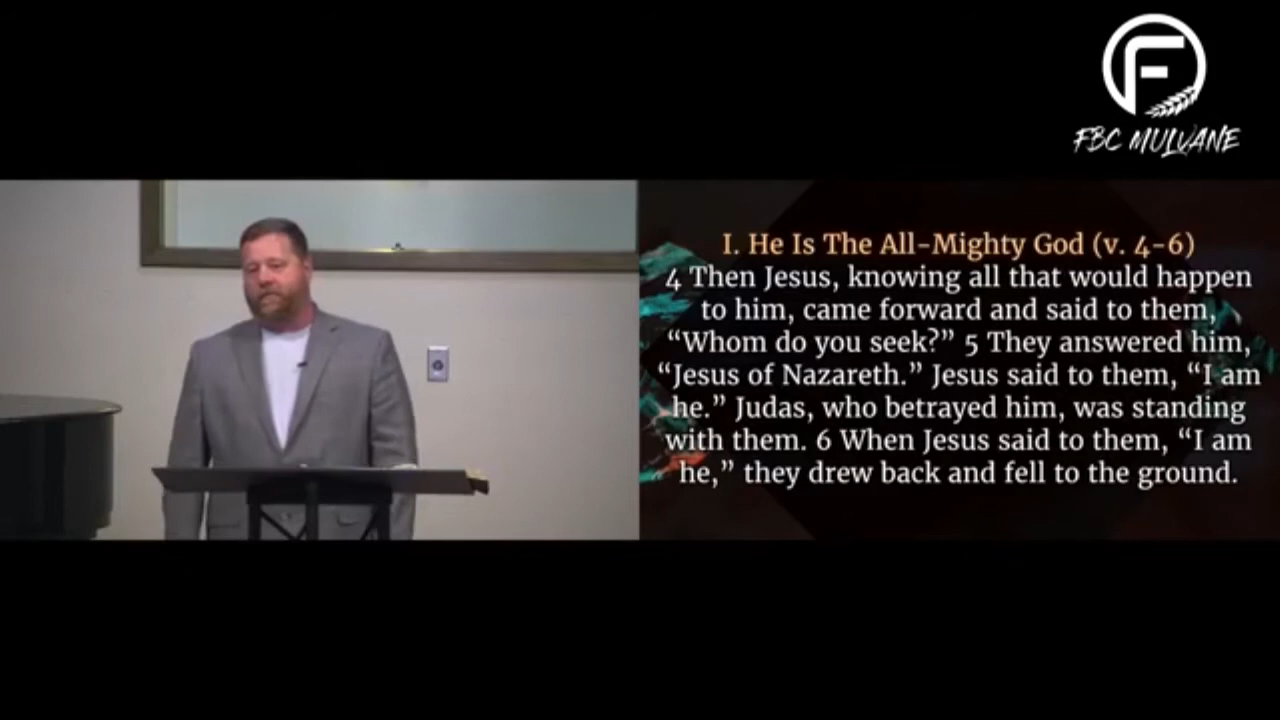 F
FBC MULVANE
I. He Is The All-Mighty God (v. 4-6)
4 Then Jesus, knowing all that would happen
to him, came forward and said to them,
“Whom do you seek?” 5 They answered him,
“Jesus of Nazareth.” Jesus said to them, “I am
he.” Judas, who betrayed him, was standing
with them. 6 When Jesus said to them, “I am
he,” they drew back and fell to the ground.